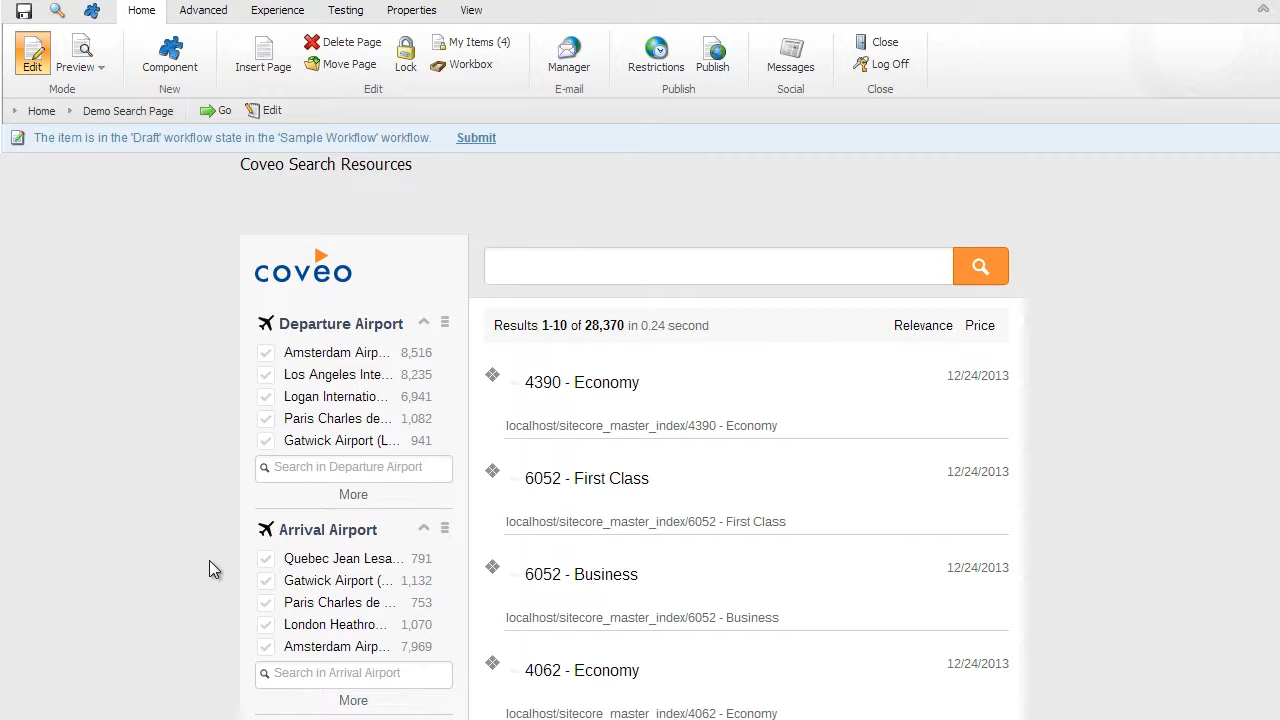 Home Advanced Experience Testing Properties View
Edit Preview Component Insert Page Delete Page Move Page Lock My Items (4) Workbox Manager Restrictions Publish Messages Close Log Off
Mode New Edit E-mail Publish Social Close
Home Demo Search Page Go Edit
The item is in the 'Draft' workflow state in the 'Sample Workflow' workflow. Submit
Coveo Search Resources
coveo
Departure Airport
Amsterdam Airp... 8,516
Los Angeles Inte... 8,235
Logan Internatio... 6,941
Paris Charles de... 1,082
Gatwick Airport (L... 941
Search in Departure Airport
More
Arrival Airport
Quebec Jean Lesa... 791
Gatwick Airport (... 1,132
Paris Charles de ... 753
London Heathro... 1,070
Amsterdam Airp... 7,969
Search in Arrival Airport
More
Results 1-10 of 28,370 in 0.24 second Relevance Price
4390 - Economy 12/24/2013
localhost/sitecore_master_index/4390 - Economy
6052 - First Class 12/24/2013
localhost/sitecore_master_index/6052 - First Class
6052 - Business 12/24/2013
localhost/sitecore_master_index/6052 - Business
4062 - Economy 12/24/2013
localhost/sitecore_master_index/4062 - Economy